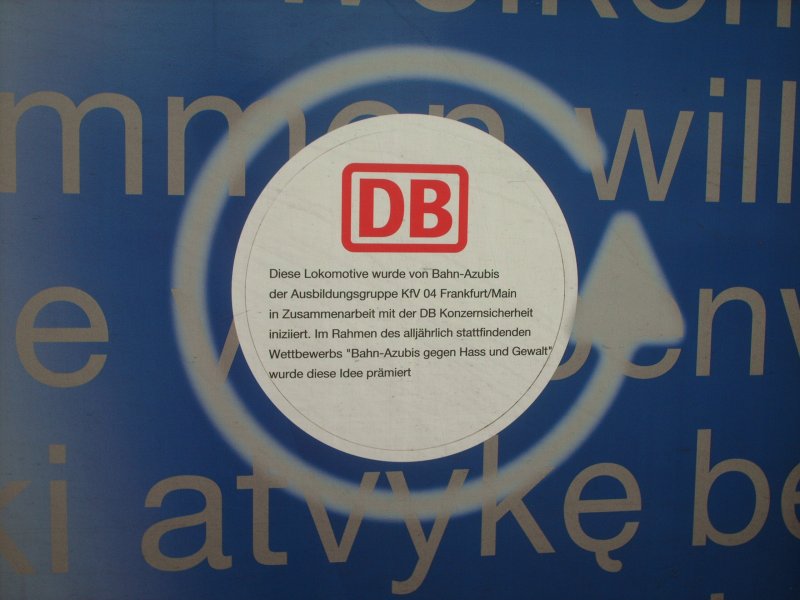 mmen will
DB
Diese Lokomotive wurde von Bahn-Azubis
der Ausbildungsgruppe KfV 04 Frankfurt/Main
in Zusammenarbeit mit der DB Konzernsicherheit
iniziiert. Im Rahmen des alljährlich stattfindenden
Wettbewerbs "Bahn-Azubis gegen Hass und Gewalt"
wurde diese Idee prämiert
ki atvykę be